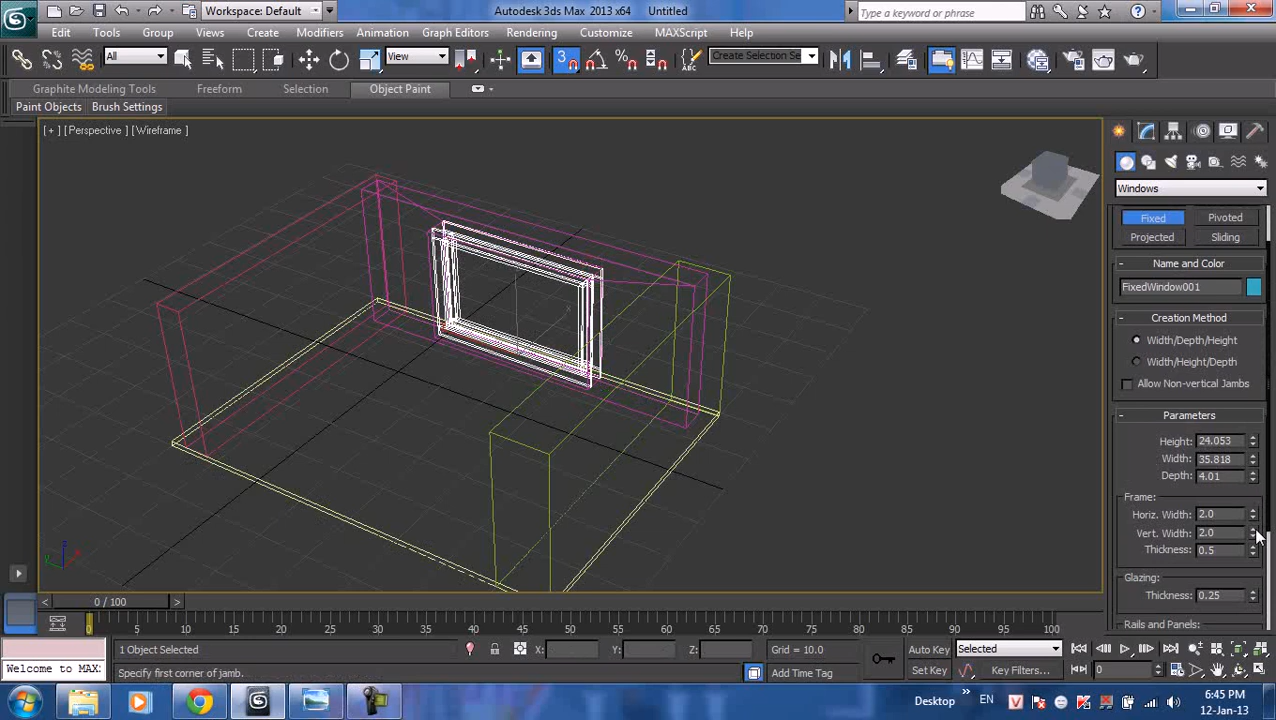 Workspace: Default
Autodesk 3ds Max 2013 x64 Untitled
Type a keyword or phrase
Edit Tools Group Views Create Modifiers Animation Graph Editors Rendering Customize MAXScript Help
All
View
3
Create Selection Se
Graphite Modeling Tools Freeform Selection Object Paint
Paint Objects Brush Settings
[ + ] [Perspective ] [Wireframe ]
Windows
Fixed Pivoted
Projected Sliding
- Name and Color
FixedWindow001
- Creation Method
Width/Depth/Height
Width/Height/Depth
Allow Non-vertical Jambs
- Parameters
Height: 24.053
Width: 35.818
Depth: 4.01
Frame:
Horiz. Width: 2.0
Vert. Width: 2.0
Thickness: 0.5
Glazing:
Thickness: 0.25
Rails and Panels:
z x y
x
< 0 / 100 >
0 5 10 15 20 25 30 35 40 45 50 55 60 65 70 75 80 85 90 95 100
1 Object Selected X: Y: Z: Grid = 10.0 Auto Key Selected
Welcome to MAX Specify first corner of jamb. Add Time Tag Set Key Key Filters... 0
Desktop » EN 6:45 PM
12-Jan-13